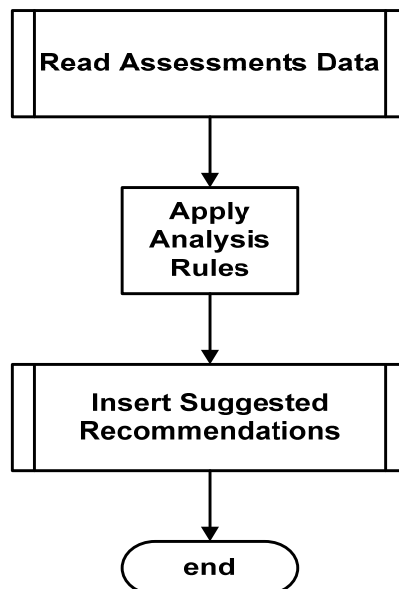 Read Assessments Data
Apply
Analysis
Rules
Insert Suggested
Recommendations
end